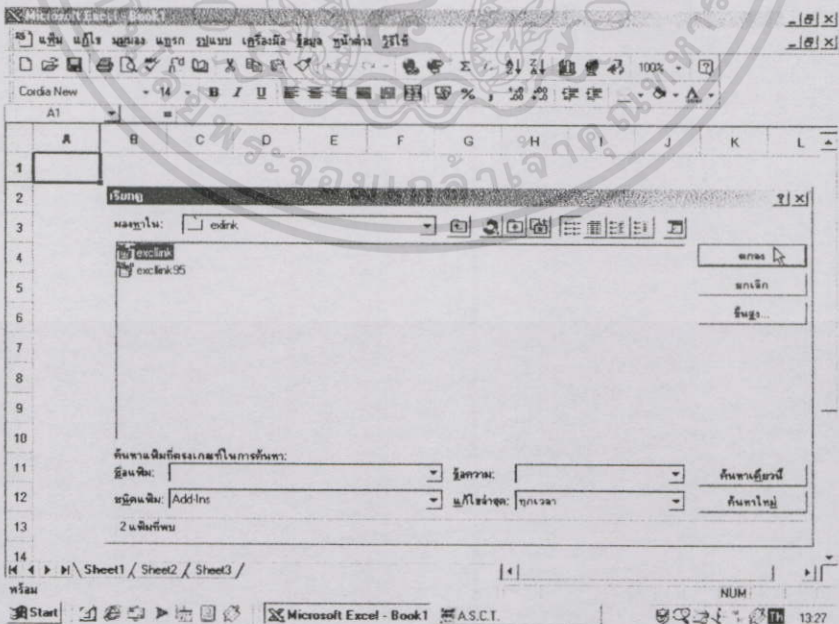 Microsoft Excel - Book1
แฟ้ม แก้ไข มุมมอง แทรก รูปแบบ เครื่องมือ ข้อมูล หน้าต่าง วิธีใช้
100%
Cordia New 14 B I U % ,
A1 =
A B C D E F G H I J K L
1
2
เรียกดู
3
มองหาใน: exlink
4
excllink
ตกลง
exclink95
5
ยกเลิก
6
ขั้นสูง...
7
8
9
10
ค้นหาแฟ้มที่ตรงเกณฑ์ในการค้นหา:
11
ชื่อแฟ้ม: ข้อความ: ค้นหาเดี๋ยวนี้
12
ชนิดแฟ้ม: Add-Ins แก้ไขล่าสุด: ทุกเวลา ค้นหาใหม่
13
2 แฟ้มที่พบ
14
Sheet1 / Sheet2 / Sheet3 /
พร้อม NUM
Start Microsoft Excel - Book1 A.S.C.T. Th 13:27